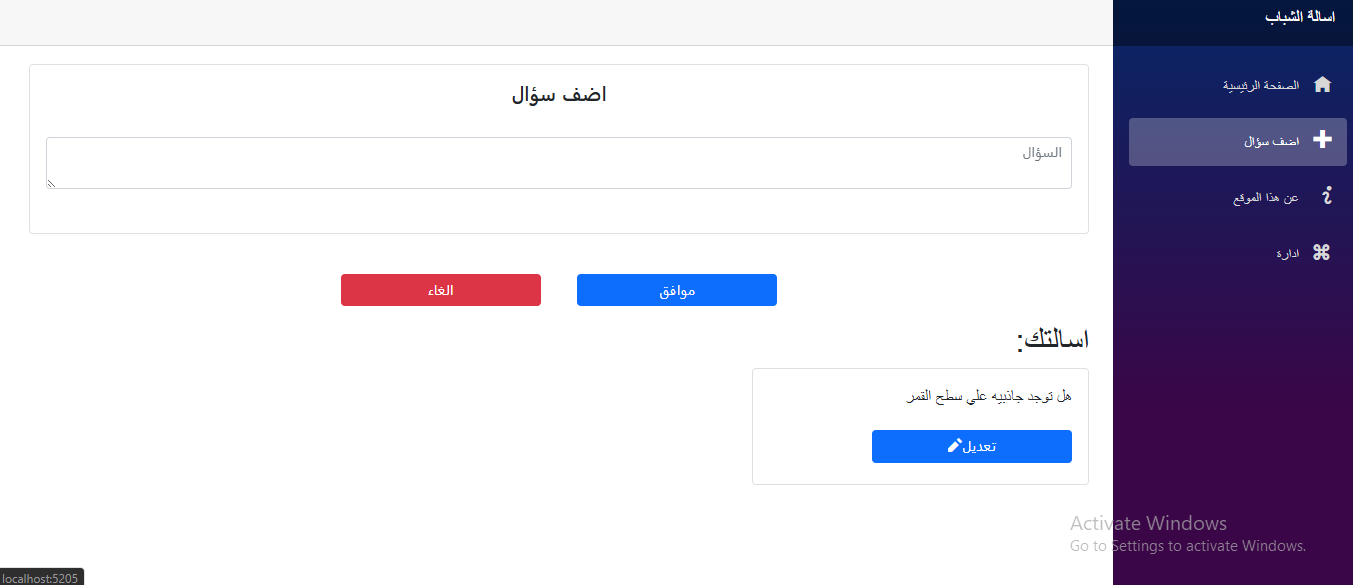 اسالة الشباب
الصفحة الرئيسية
اضف سؤال
عن هذا الموقع
ادارة
اضف سؤال
السؤال
موافق
الغاء
اسالتك:
هل توجد جاذبيه علي سطح القمر
تعديل
Activate Windows
Go to Settings to activate Windows.
localhost:5205